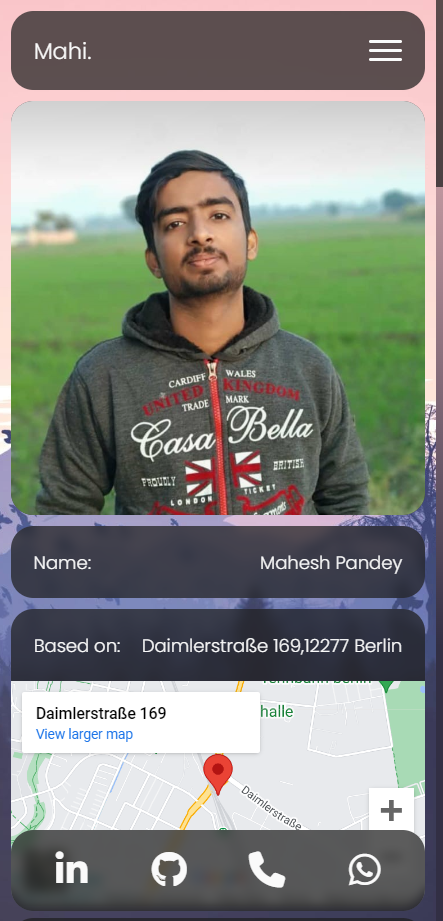 Mahi.
CARDIFF WALES
UNITED KINGDOM
TRADE MARK
Casa Bella
PROUDLY BRITISH
LONDON TICKET
Name: Mahesh Pandey
Based on: Daimlerstraße 169,12277 Berlin
halle
Daimlerstraße 169
View larger map
Daimlerstraße
in